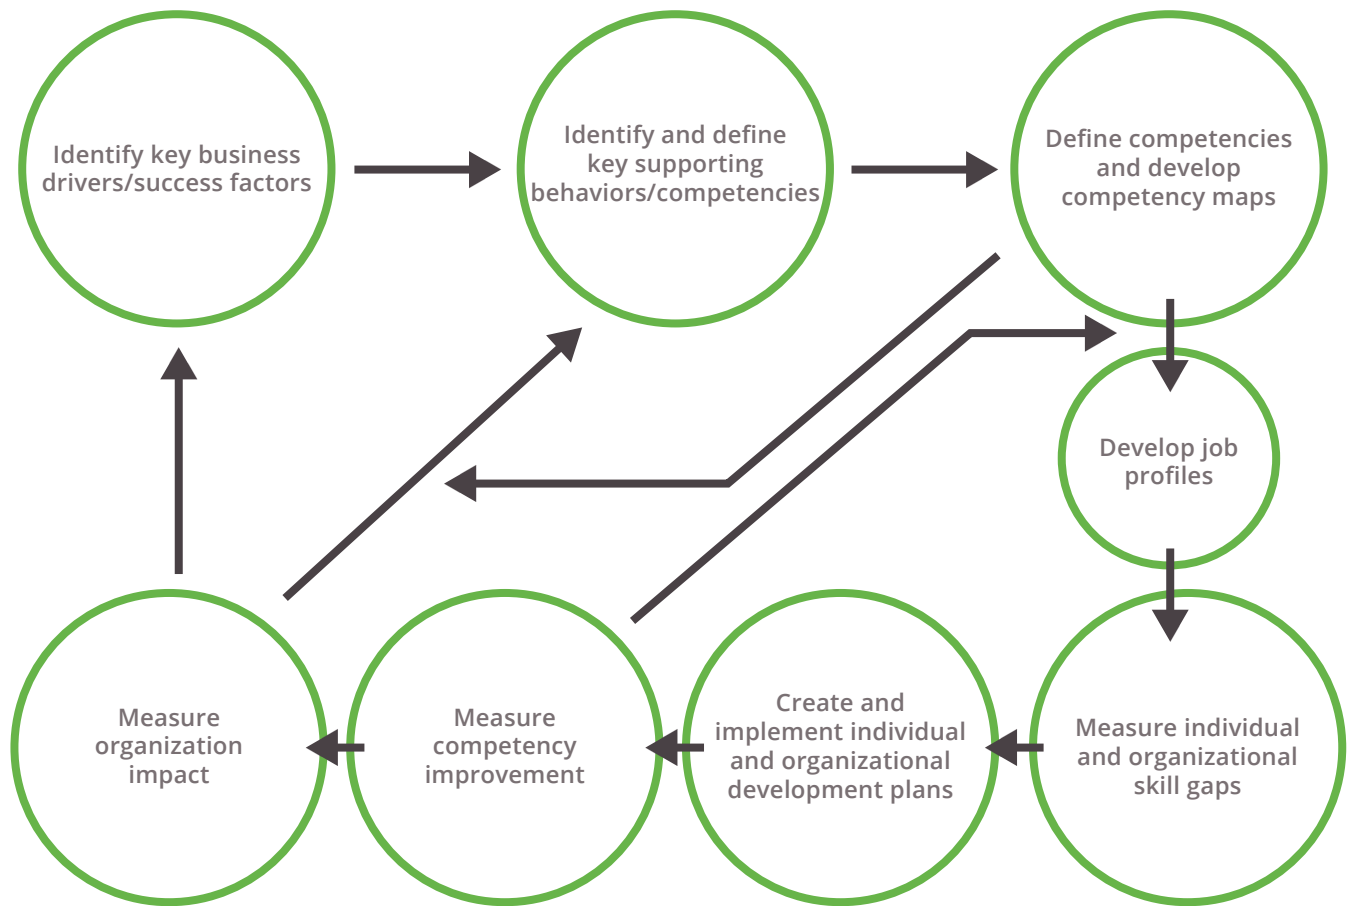 Identify key business
drivers/success factors
Identify and define
key supporting
behaviors/competencies
Define competencies
and develop
competency maps
Develop job
profiles
Measure individual
and organizational
skill gaps
Create and
implement individual
and organizational
development plans
Measure
competency
improvement
Measure
organization
impact